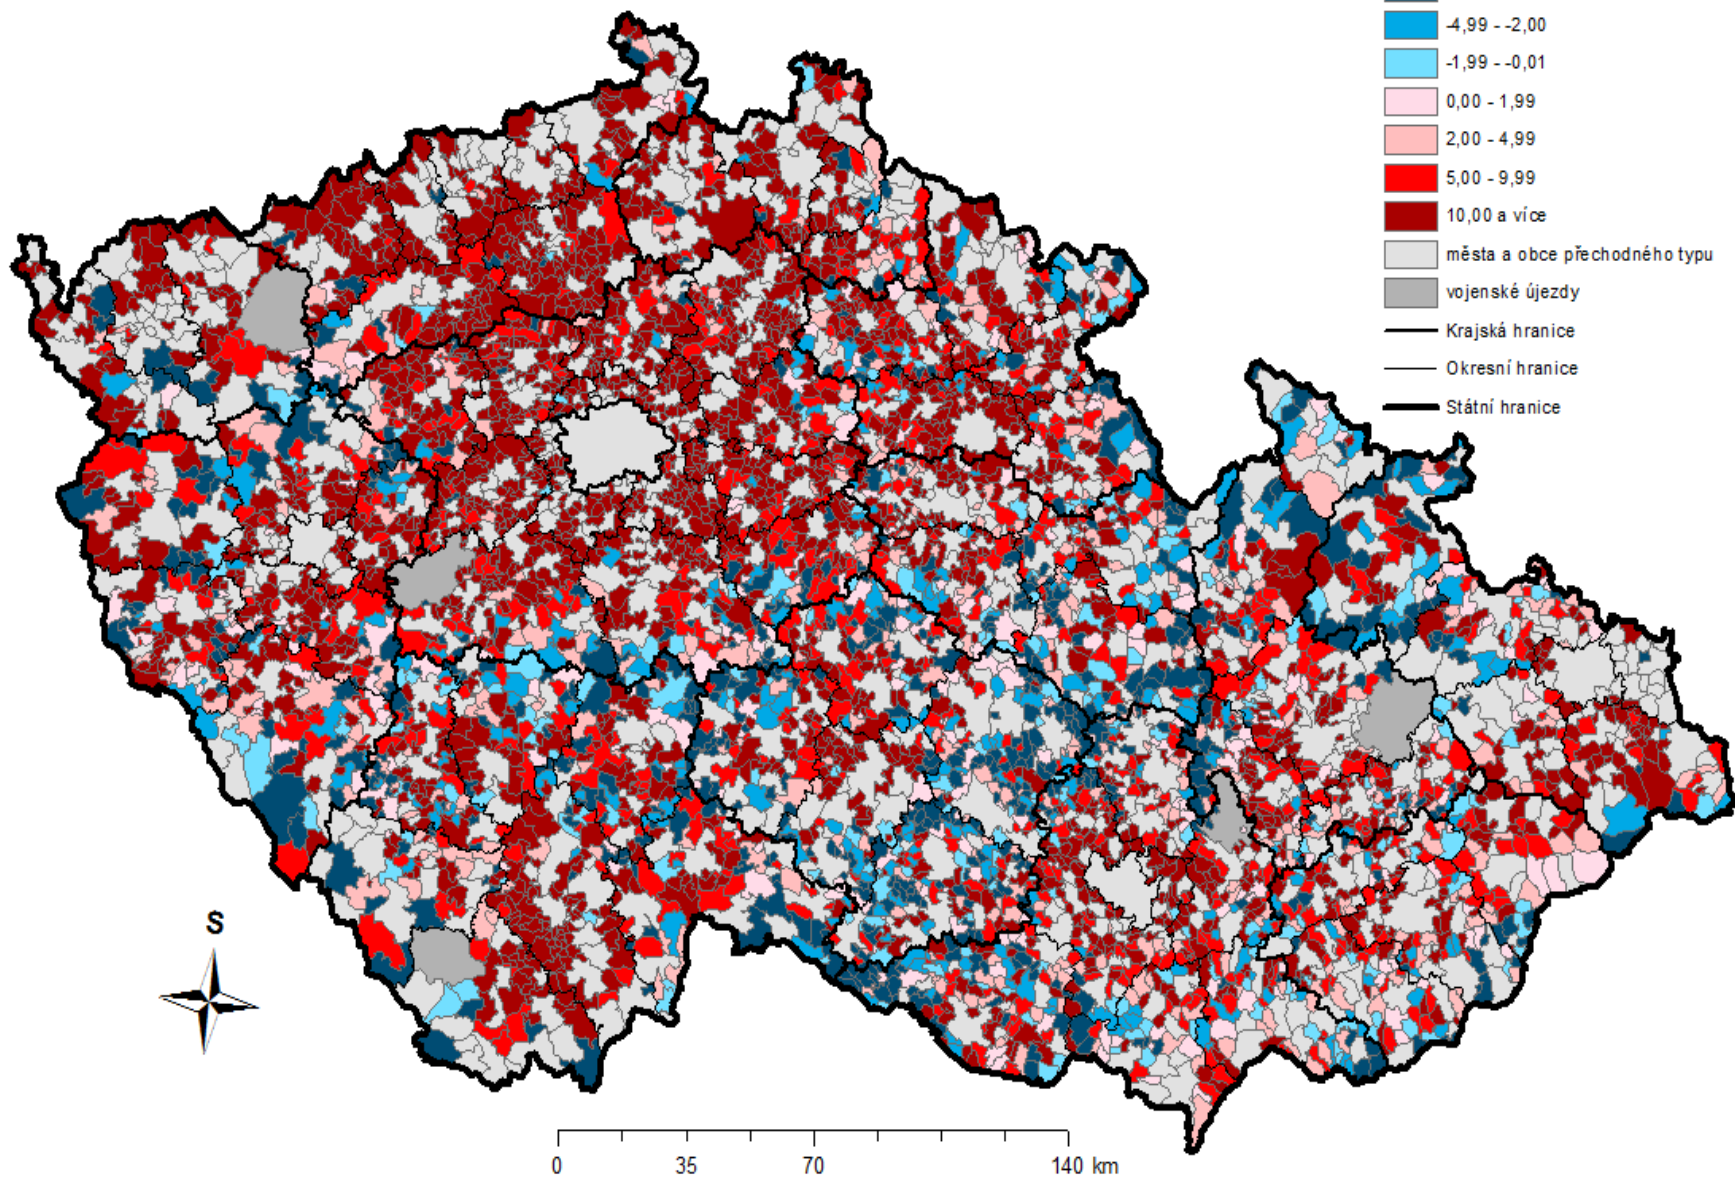 -4,99 - -2,00
-1,99 - -0,01
0,00 - 1,99
2,00 - 4,99
5,00 - 9,99
10,00 a více
města a obce přechodného typu
vojenské újezdy
Krajská hranice
Okresní hranice
Státní hranice
S
0 35 70 140 km